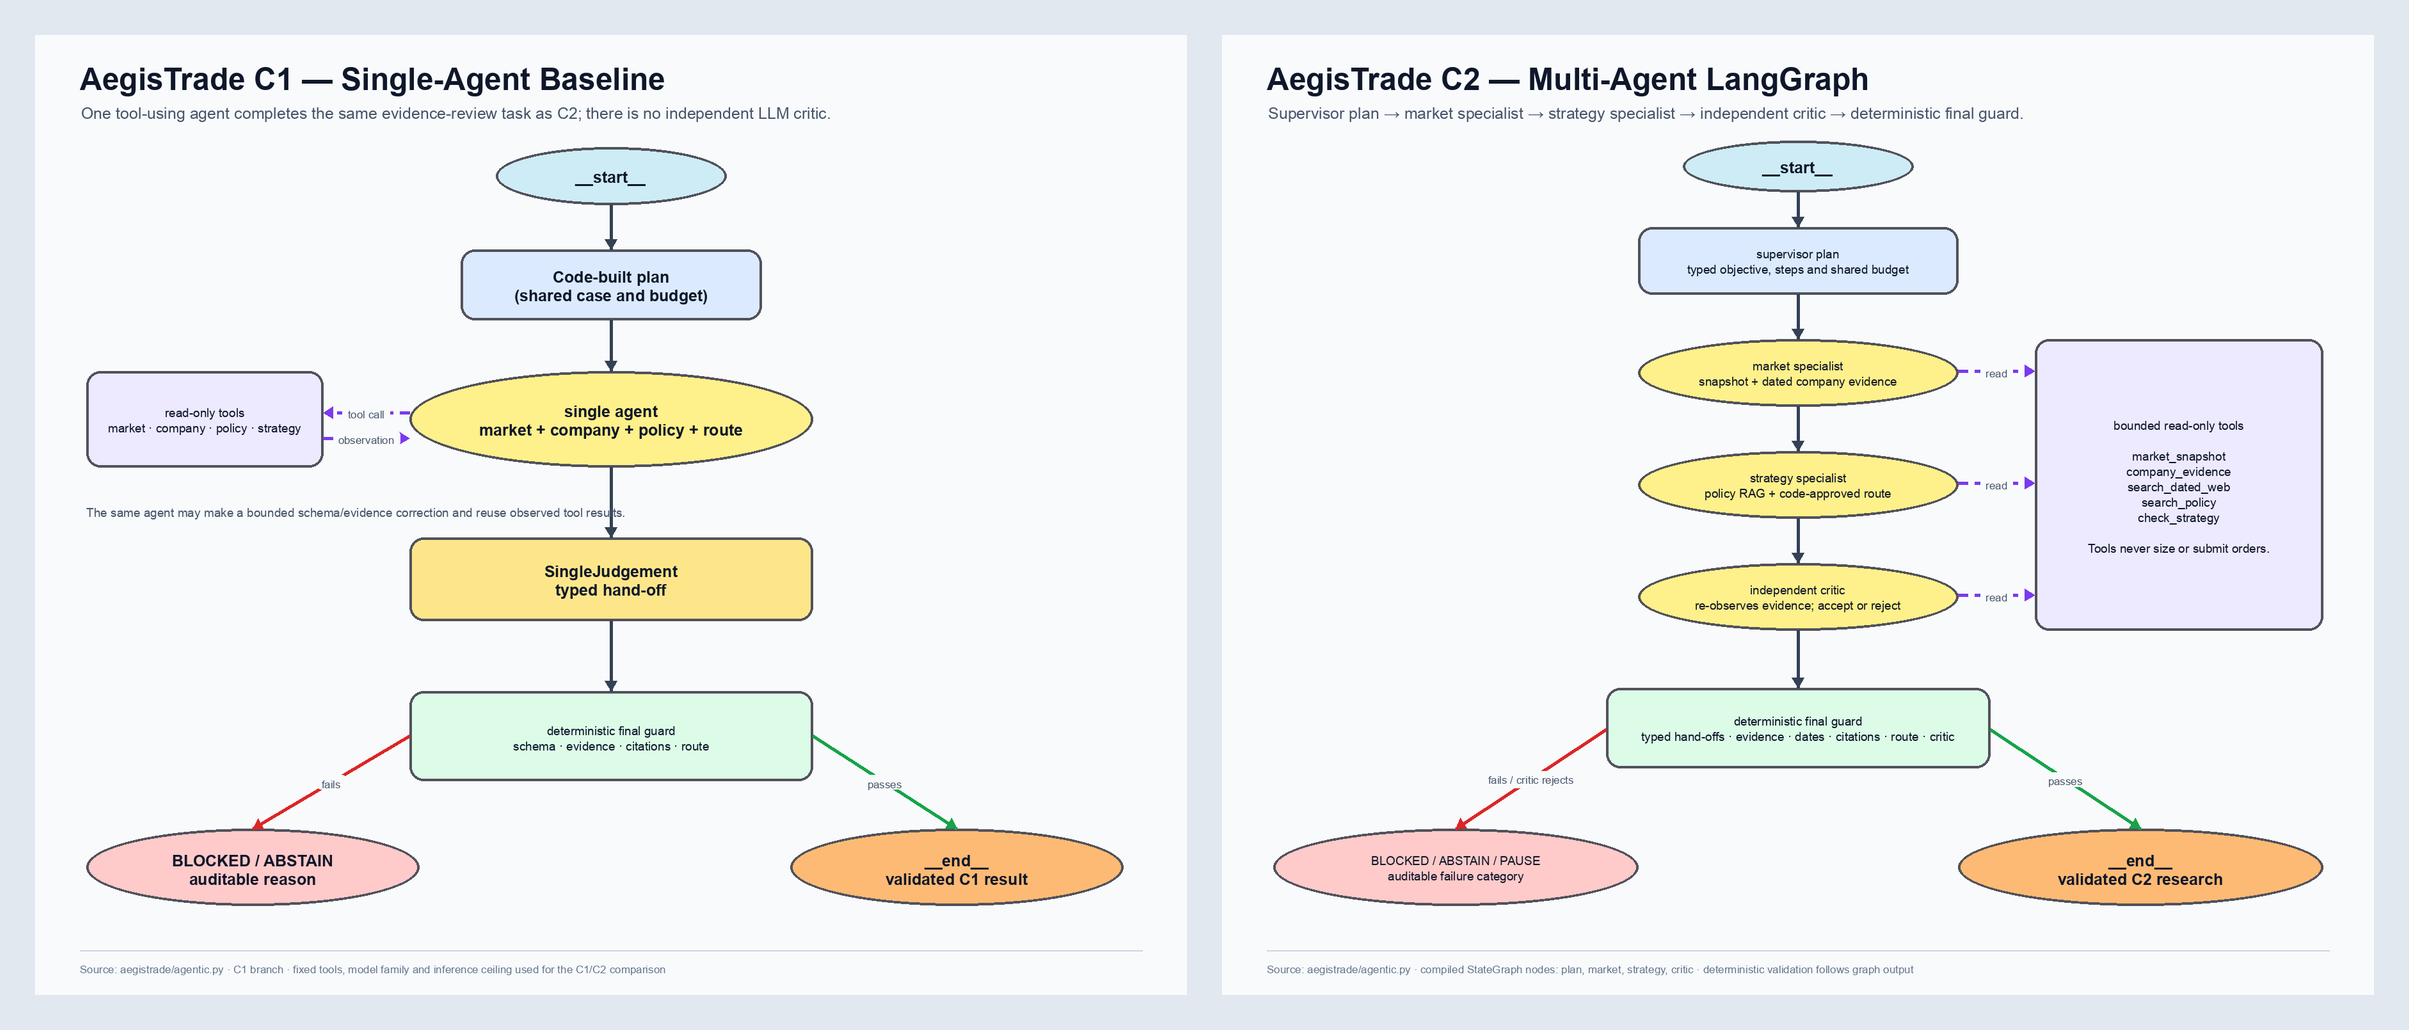 AegisTrade C1 — Single-Agent Baseline
One tool-using agent completes the same evidence-review task as C2; there is no independent LLM critic.
__start__
Code-built plan
(shared case and budget)
read-only tools
market · company · policy · strategy
tool call
observation
single agent
market + company + policy + route
The same agent may make a bounded schema/evidence correction and reuse observed tool results.
SingleJudgement
typed hand-off
deterministic final guard
schema · evidence · citations · route
fails
passes
BLOCKED / ABSTAIN
auditable reason
__end__
validated C1 result
Source: aegistrade/agentic.py · C1 branch · fixed tools, model family and inference ceiling used for the C1/C2 comparison
AegisTrade C2 — Multi-Agent LangGraph
Supervisor plan → market specialist → strategy specialist → independent critic → deterministic final guard.
__start__
supervisor plan
typed objective, steps and shared budget
market specialist
snapshot + dated company evidence
read
strategy specialist
policy RAG + code-approved route
read
independent critic
re-observes evidence; accept or reject
read
bounded read-only tools
market_snapshot
company_evidence
search_dated_web
search_policy
check_strategy
Tools never size or submit orders.
deterministic final guard
typed hand-offs · evidence · dates · citations · route · critic
fails / critic rejects
passes
BLOCKED / ABSTAIN / PAUSE
auditable failure category
__end__
validated C2 research
Source: aegistrade/agentic.py · compiled StateGraph nodes: plan, market, strategy, critic · deterministic validation follows graph output